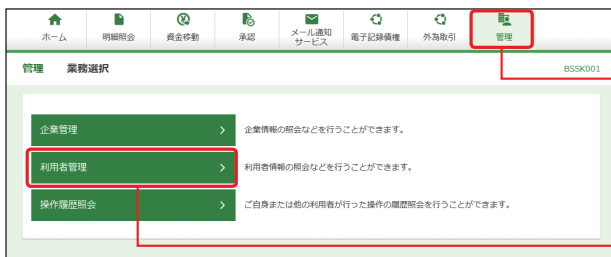 ホーム 明細照会 資金移動 承認 メール通知サービス 電子記録債権 外為取引 管理
管理 業務選択 BSSK001
企業管理 企業情報の照会などを行うことができます。
利用者管理 利用者情報の照会などを行うことができます。
操作履歴照会 ご自身または他の利用者が行った操作の履歴照会を行うことができます。